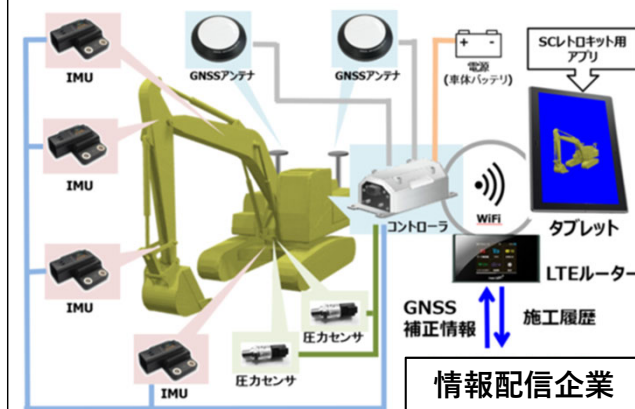 IMU
GNSSアンテナ
GNSSアンテナ
電源
(車体バッテリ)
SCレトロキット用
アプリ
IMU
コントローラ
WiFi
タブレット
LTEルーター
IMU
圧力センサ
圧力センサ
IMU
GNSS
補正情報
施工履歴
情報配信企業